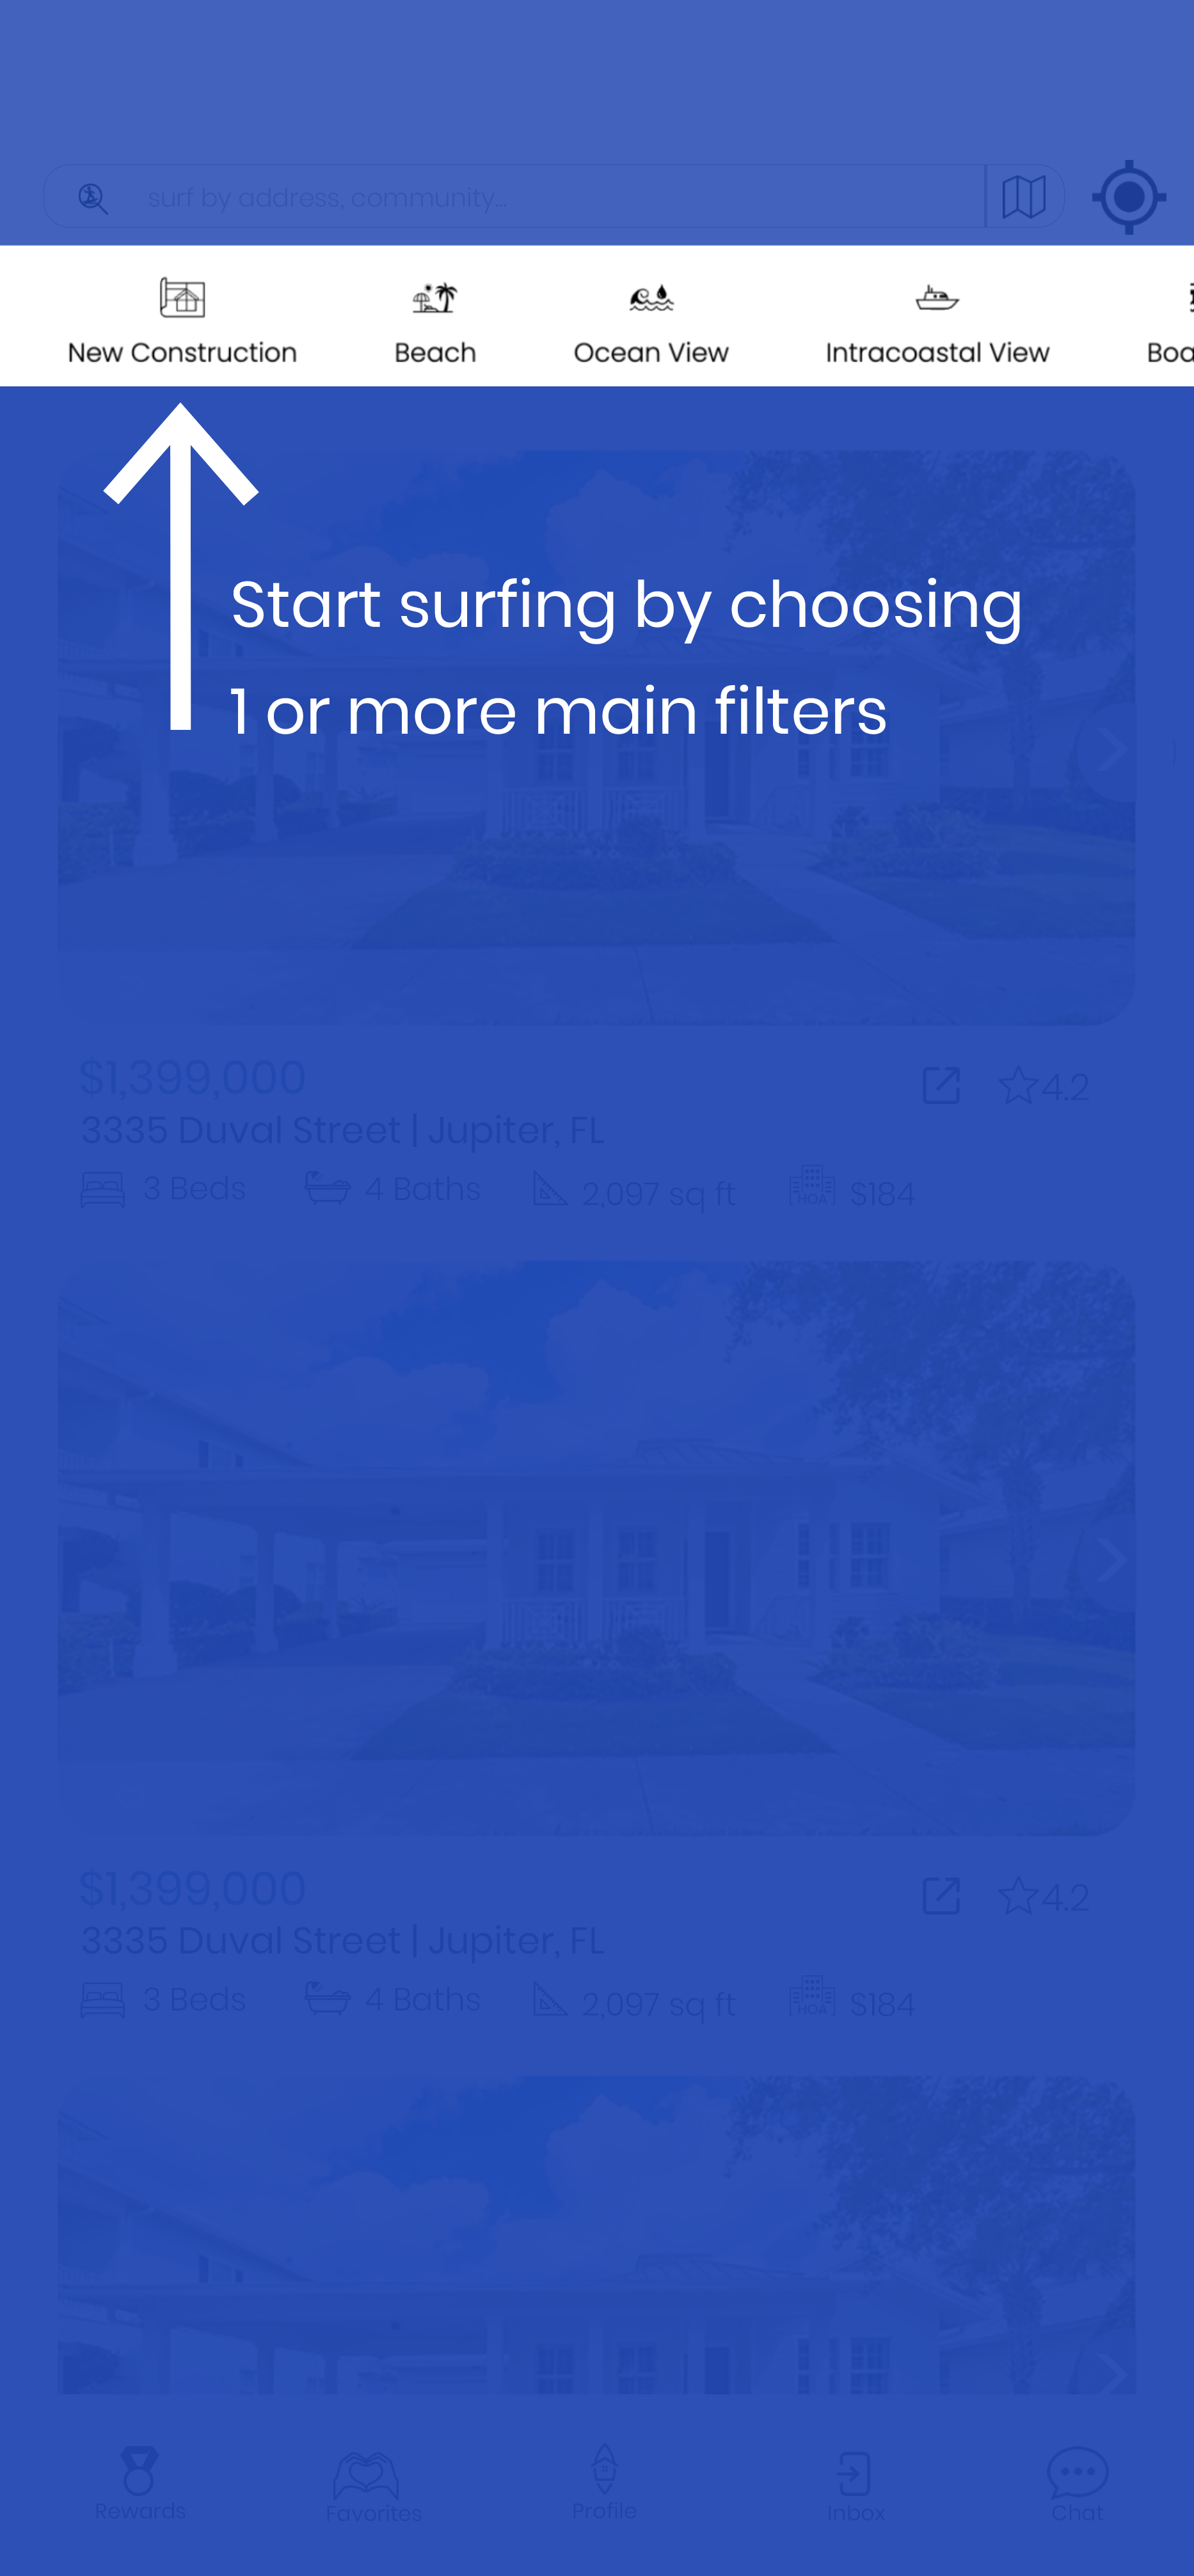 surf by address, community...
New Construction Beach Ocean View Intracoastal View Boa
Start surfing by choosing
1 or more main filters
$1,399,000 4.2
3335 Duval Street | Jupiter, FL
3 Beds 4 Baths 2,097 sq ft HOA $184
$1,399,000 4.2
3335 Duval Street | Jupiter, FL
3 Beds 4 Baths 2,097 sq ft HOA $184
Rewards Favorites Profile Inbox Chat